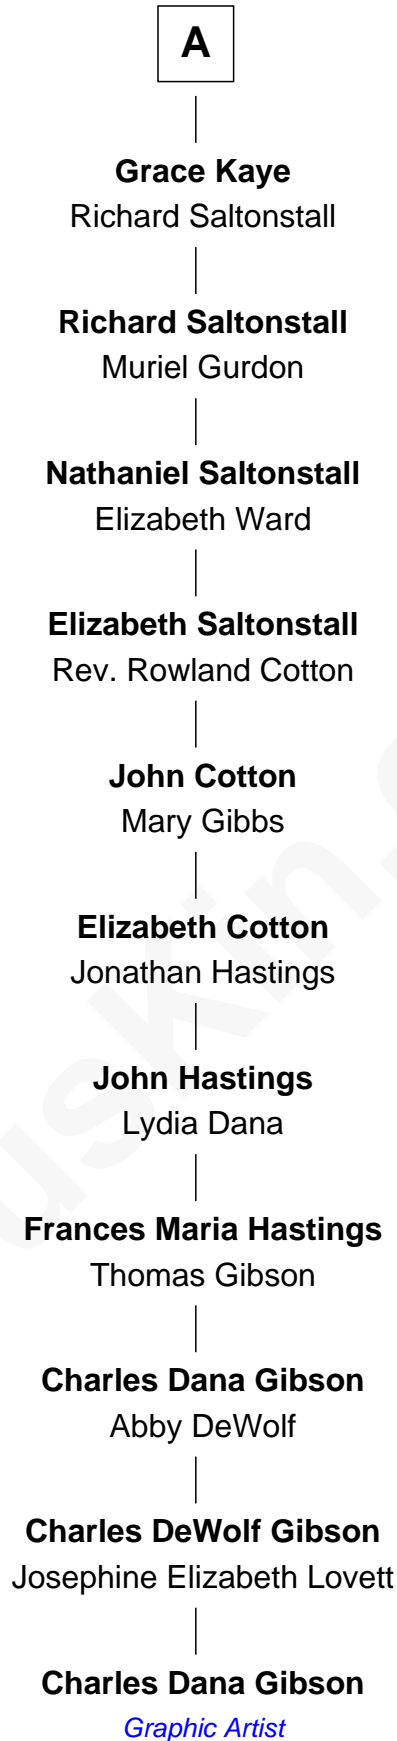 A
Grace Kaye
Richard Saltonstall
Richard Saltonstall
Muriel Gurdon
Nathaniel Saltonstall
Elizabeth Ward
Elizabeth Saltonstall
Rev. Rowland Cotton
John Cotton
Mary Gibbs
Elizabeth Cotton
Jonathan Hastings
John Hastings
Lydia Dana
Frances Maria Hastings
Thomas Gibson
Charles Dana Gibson
Abby DeWolf
Charles DeWolf Gibson
Josephine Elizabeth Lovett
Charles Dana Gibson
Graphic Artist